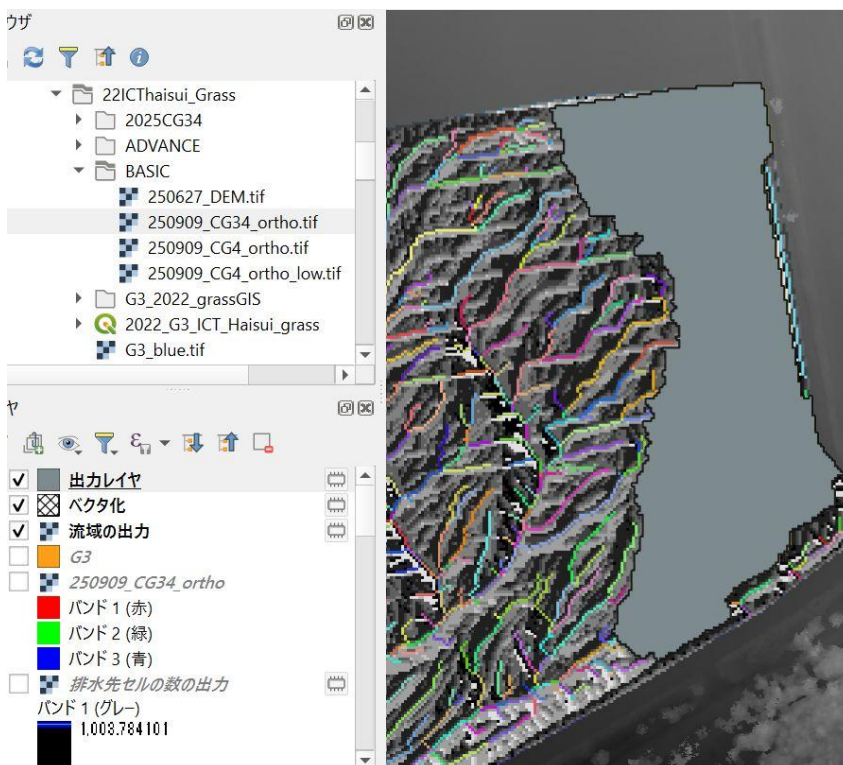 ウザ
22ICThaisui_Grass
2025CG34
ADVANCE
BASIC
250627_DEM.tif
250909_CG34_ortho.tif
250909_CG4_ortho.tif
250909_CG4_ortho_low.tif
G3_2022_grassGIS
2022_G3_ICT_Haisui_grass
G3_blue.tif
ヤ
出力レイヤ
ベクタ化
流域の出力
G3
250909_CG34_ortho
バンド 1 (赤)
バンド 2 (緑)
バンド 3 (青)
排水先セルの数の出力
バンド 1 (グレー)
1,003.784101